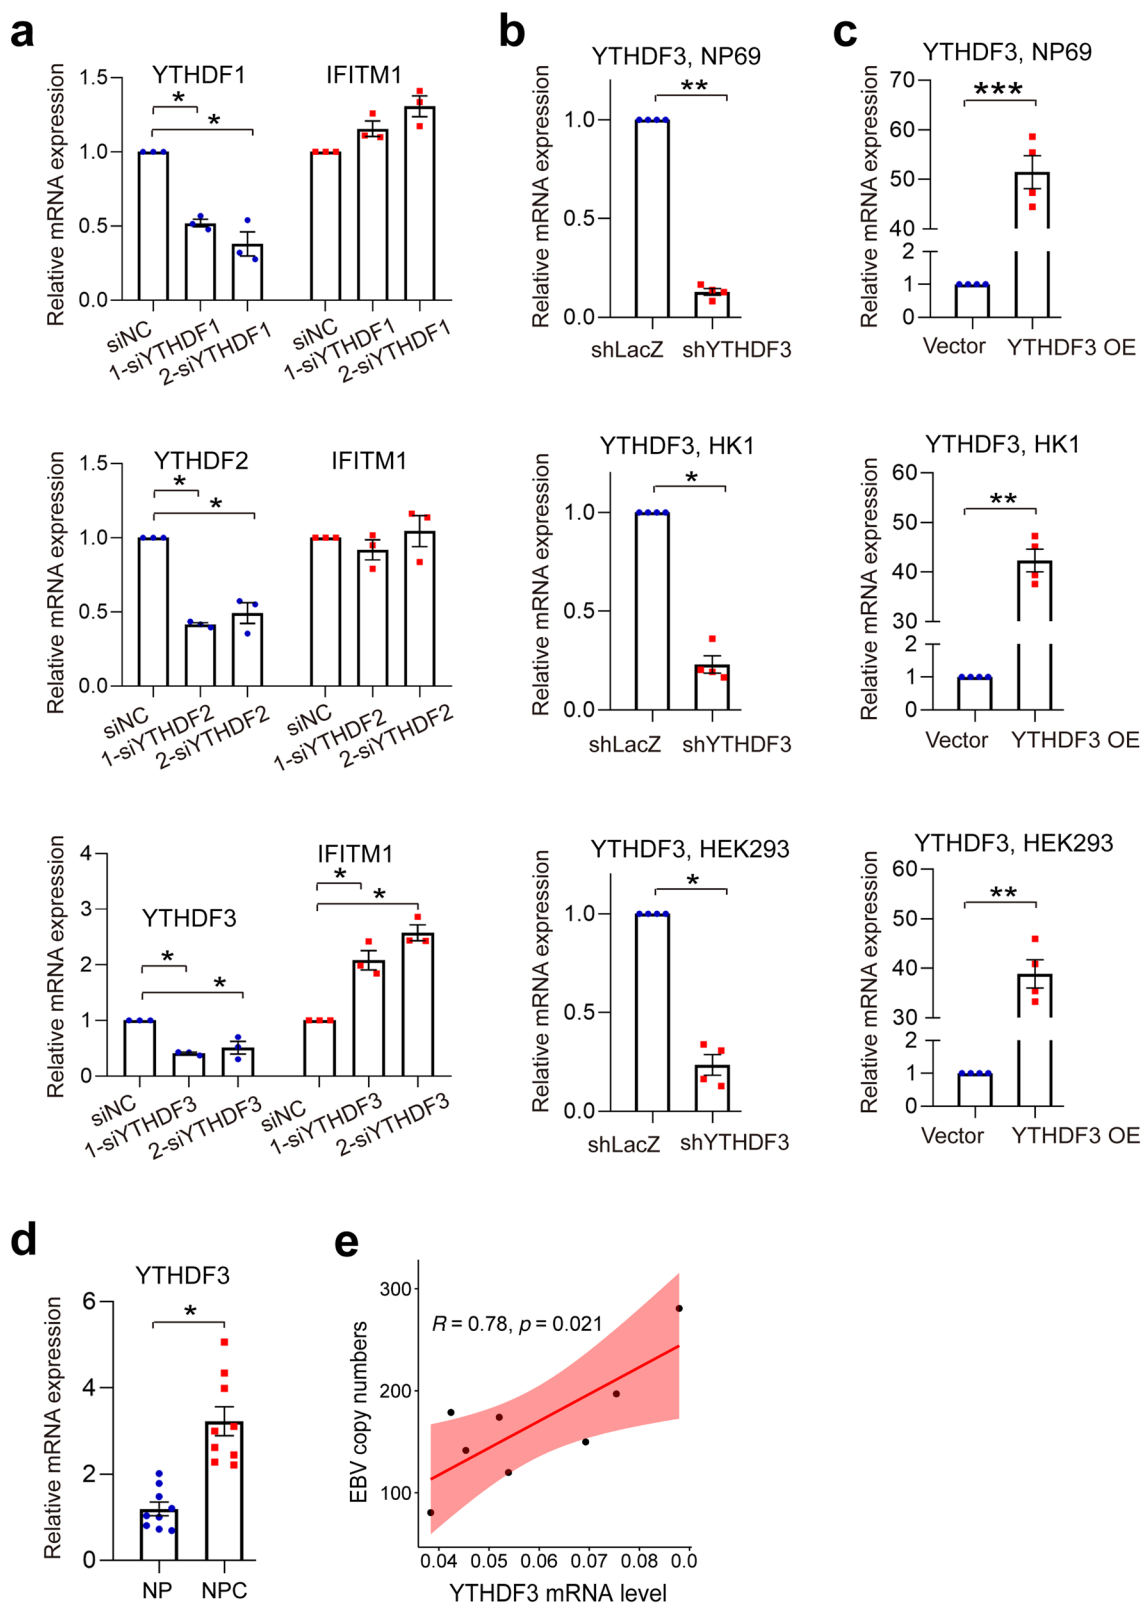 a
YTHDF1
IFITM1
Relative mRNA expression
1.5
1.0
0.5
0.0
*
*
siNC
1-siYTHDF1
2-siYTHDF1
siNC
1-siYTHDF1
2-siYTHDF1
YTHDF2
IFITM1
Relative mRNA expression
1.5
1.0
0.5
0.0
*
*
siNC
1-siYTHDF2
2-siYTHDF2
siNC
1-siYTHDF2
2-siYTHDF2
YTHDF3
IFITM1
Relative mRNA expression
4
3
2
1
0
*
*
*
*
siNC
1-siYTHDF3
2-siYTHDF3
siNC
1-siYTHDF3
2-siYTHDF3
b
YTHDF3, NP69
Relative mRNA expression
1.0
0.5
0.0
**
shLacZ shYTHDF3
YTHDF3, HK1
Relative mRNA expression
1.0
0.5
0.0
*
shLacZ shYTHDF3
YTHDF3, HEK293
Relative mRNA expression
1.0
0.5
0.0
*
shLacZ shYTHDF3
c
YTHDF3, NP69
Relative mRNA expression
70
60
50
40
2
1
0
***
Vector YTHDF3 OE
YTHDF3, HK1
Relative mRNA expression
60
50
40
30
2
1
0
**
Vector YTHDF3 OE
YTHDF3, HEK293
Relative mRNA expression
60
50
40
30
2
1
0
**
Vector YTHDF3 OE
d
YTHDF3
Relative mRNA expression
6
4
2
0
*
NP NPC
e
R = 0.78, p = 0.021
EBV copy numbers
300
200
100
0.04 0.05 0.06 0.07 0.08 0.0
YTHDF3 mRNA level